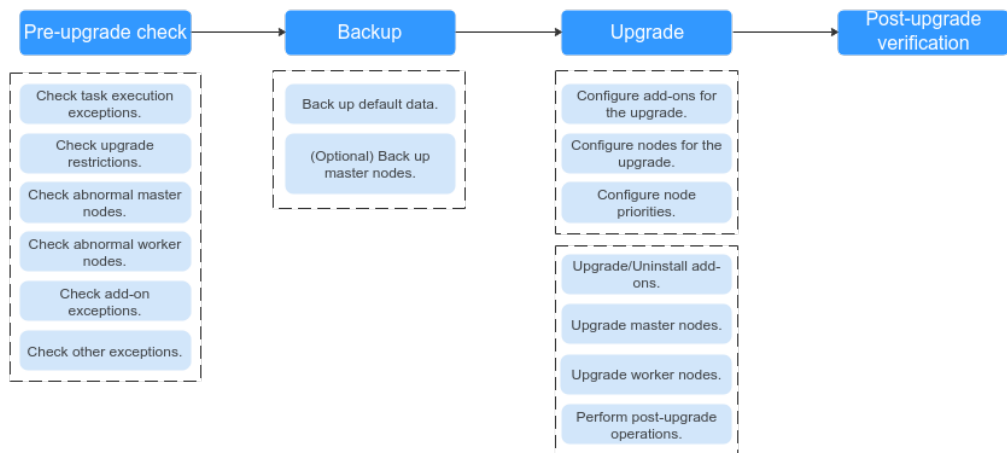 Pre-upgrade check
Backup
Upgrade
Post-upgrade
verification
Check task execution
exceptions.
Check upgrade
restrictions.
Check abnormal master
nodes.
Check abnormal worker
nodes.
Check add-on
exceptions.
Check other exceptions.
Back up default data.
(Optional) Back up
master nodes.
Configure add-ons for
the upgrade.
Configure nodes for the
upgrade.
Configure node
priorities.
Upgrade/Uninstall add-
ons.
Upgrade master nodes.
Upgrade worker nodes.
Perform post-upgrade
operations.